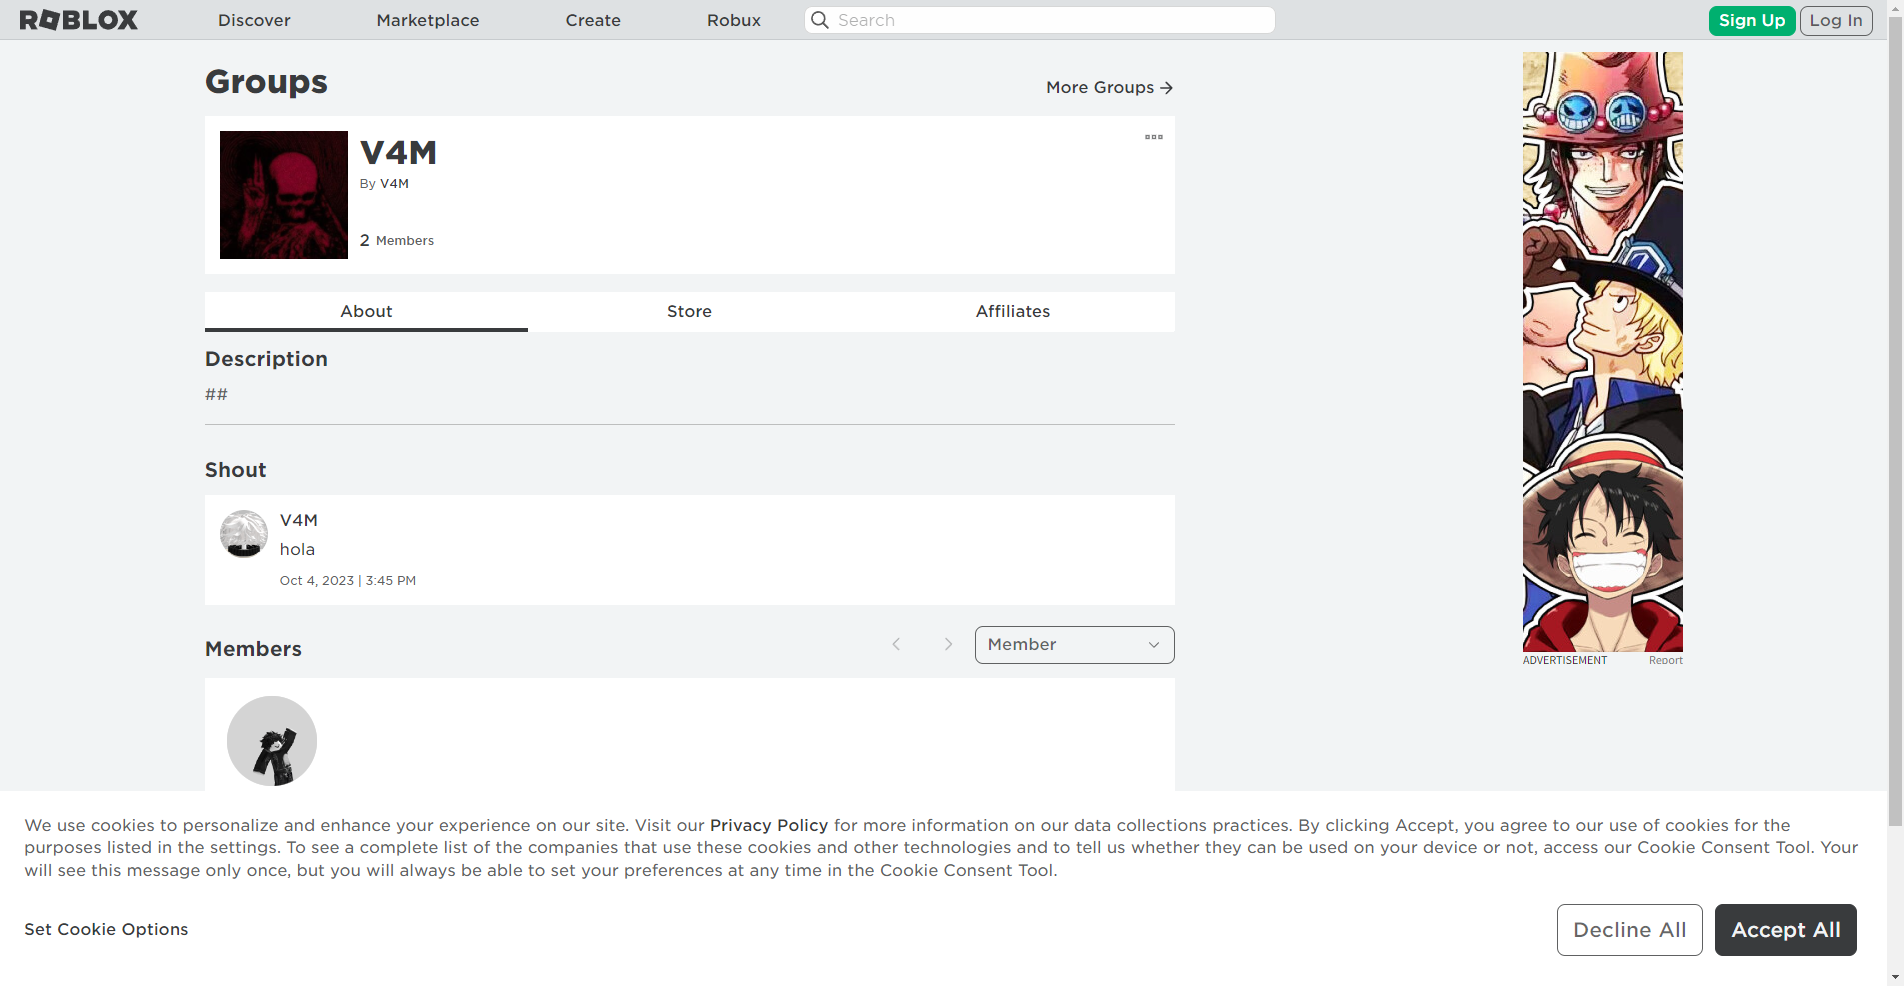 ROBLOX
Discover
Marketplace
Create
Robux
Search
Sign Up
Log In
Groups
More Groups
V4M
By V4M
2 Members
About
Store
Affiliates
Description
##
Shout
V4M
hola
Oct 4, 2023 | 3:45 PM
Members
Member
ADVERTISEMENT
Report
We use cookies to personalize and enhance your experience on our site. Visit our Privacy Policy for more information on our data collections practices. By clicking Accept, you agree to our use of cookies for the
purposes listed in the settings. To see a complete list of the companies that use these cookies and other technologies and to tell us whether they can be used on your device or not, access our Cookie Consent Tool. Your
will see this message only once, but you will always be able to set your preferences at any time in the Cookie Consent Tool.
Set Cookie Options
Decline All
Accept All